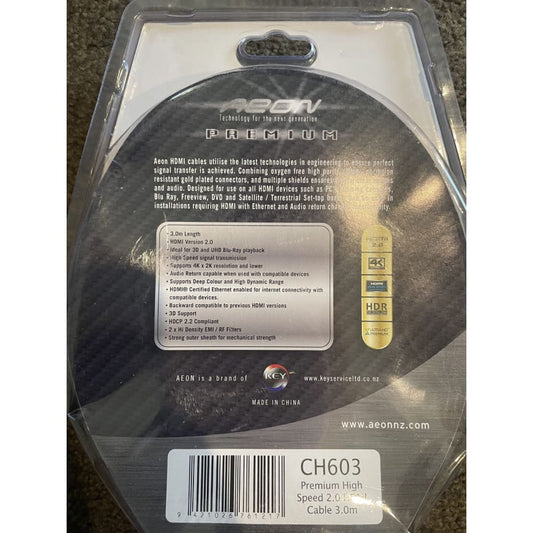 AEON
Technology for the next generation
PREMIUM
Aeon HDMI cables utilise the latest technologies in engineering to ensure perfect
signal transfer is achieved. Combining oxygen free high purity
resistant gold plated connectors, and multiple shields ensures
and audio. Designed for use on all HDMI devices such as
Blu Ray, Freeview, DVD and Satellite / Terrestrial Set-top
installations requiring HDMI with Ethernet and Audio return
• 3.0m Length
• HDMI Version 2.0
• Ideal for 3D and UHD Blu-Ray playback
• High Speed signal transmission
• Supports 4K x 2K resolution and lower
• Audio Return capable when used with compatible devices
• Supports Deep Colour and High Dynamic Range
• HDMI® Certified Ethernet enabled for internet connectivity with
compatible devices.
• Backward compatible to previous HDMI versions
• 3D Support
• HDCP 2.2 Compliant
• 2 x Hi Density EMI / RF Filters
• Strong outer sheath for mechanical strength
2.0
4K
HDMI
HDR
AEON is a brand of
KEY
www.keyserviceltd.co.nz
MADE IN CHINA
www.aeonnz.com
CH603
Premium High
Speed 2.0
Cable 3.0m
9 421026 761217